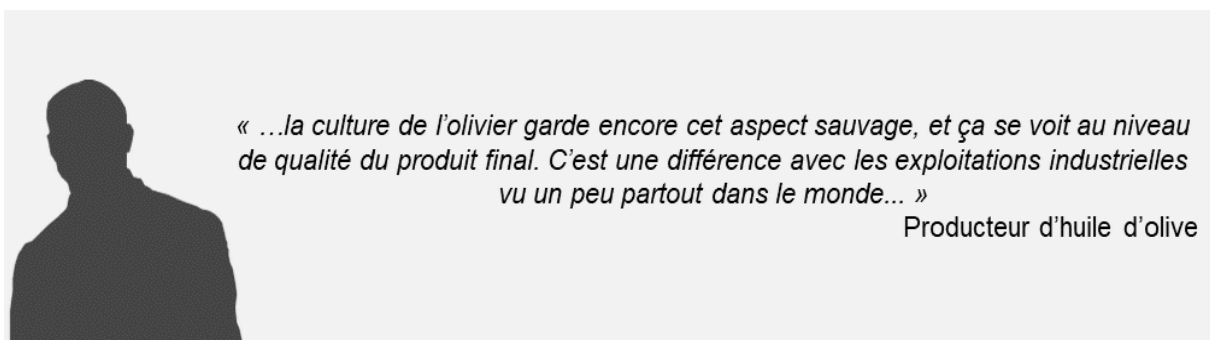 « …la culture de l’olivier garde encore cet aspect sauvage, et ça se voit au niveau
de qualité du produit final. C’est une différence avec les exploitations industrielles
vu un peu partout dans le monde... »
Producteur d’huile d’olive